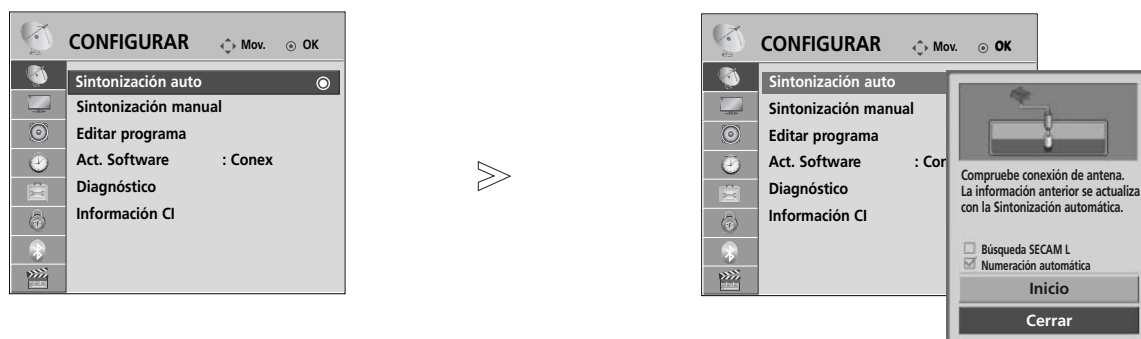 CONFIGURAR Mov. OK
Sintonización auto
Sintonización manual
Editar programa
Act. Software : Conex
Diagnóstico
Información CI
CONFIGURAR Mov. OK
Sintonización auto
Sintonización manual
Editar programa
Act. Software : Con
Diagnóstico
Información CI
Compruebe conexión de antena.
La información anterior se actualiza
con la Sintonización automática.
Búsqueda SECAM L
Numeración automática
Inicio
Cerrar